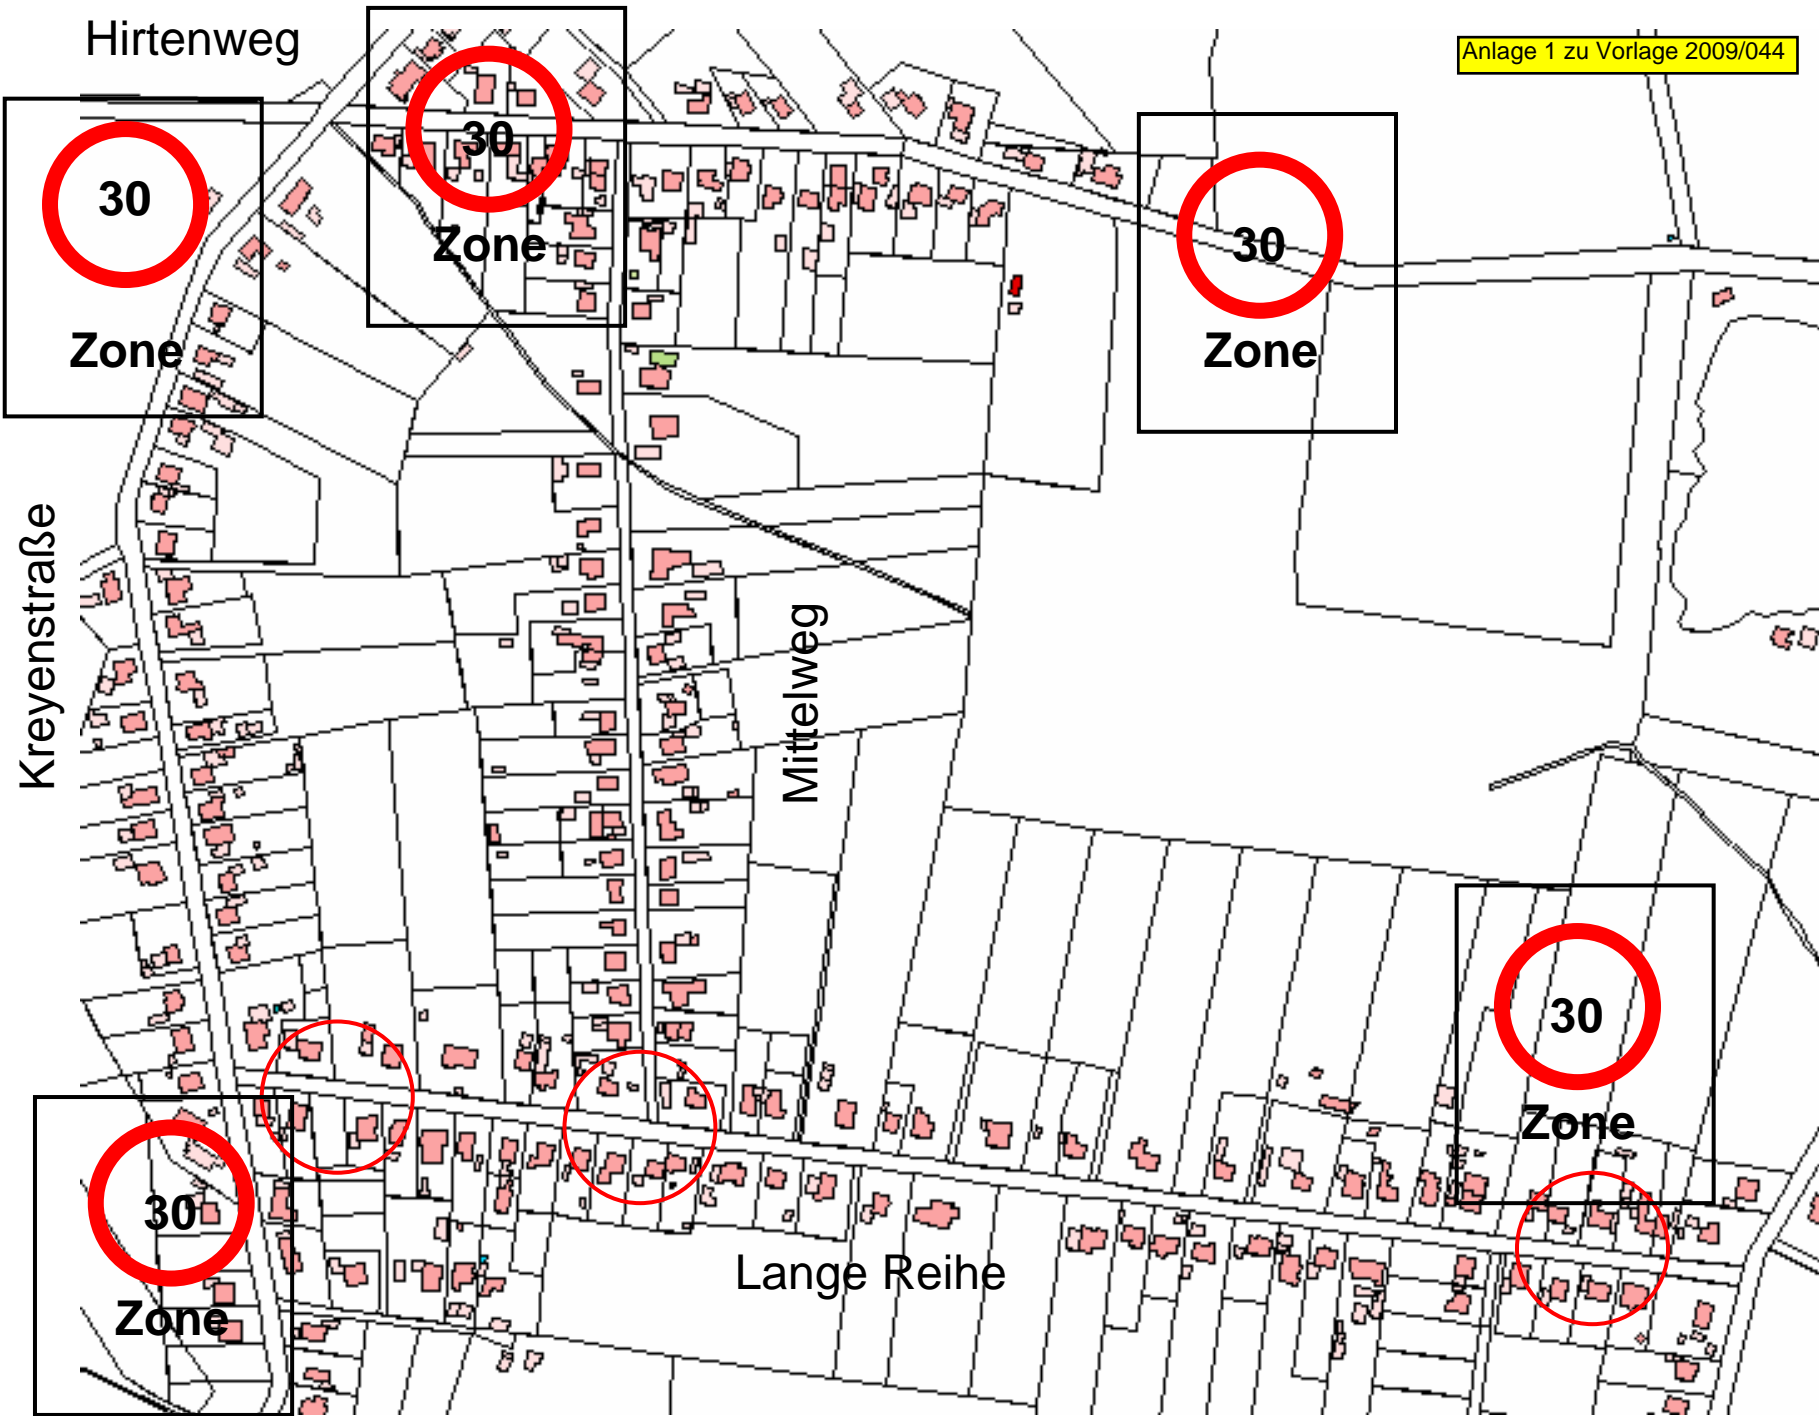 Hirtenweg
Anlage 1 zu Vorlage 2009/044
30
Zone
30
Zone
30
Zone
Kreyenstraße
Mittelweg
30
Zone
30
Zone
Lange Reihe